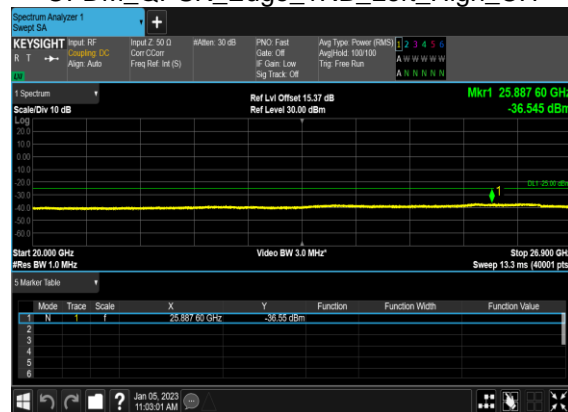 Spectrum Analyzer 1
Swept SA
+
KEYSIGHT Input: RF Input Z: 50 Ω #Atten: 30 dB PNO: Fast Avg Type: Power (RMS) 1 2 3 4 5 6
R T Coupling: DC Corr CCorr Gate: Off Avg|Hold: 100/100 A W W W W W
Align: Auto Freq Ref: Int (S) IF Gain: Low Trig: Free Run
LW Sig Track: Off A N N N N N
1 Spectrum Ref Lvl Offset 15.37 dB Mkr1 25.887 60 GHz
Scale/Div 10 dB Ref Level 30.00 dBm -36.545 dBm
Log
20.0
10.0
0.00
-10.0
-20.0
DL1 -25.00 dBm
1
-30.0
-40.0
-50.0
-60.0
Start 20.000 GHz Video BW 3.0 MHz* Stop 26.900 GHz
#Res BW 1.0 MHz Sweep 13.3 ms (40001 pts)
5 Marker Table
Mode Trace Scale X Y Function Function Width Function Value
1 N 1 f 25.887 60 GHz -36.55 dBm
2
3
4
5
6
? Jan 05, 2023
11:03:01 AM